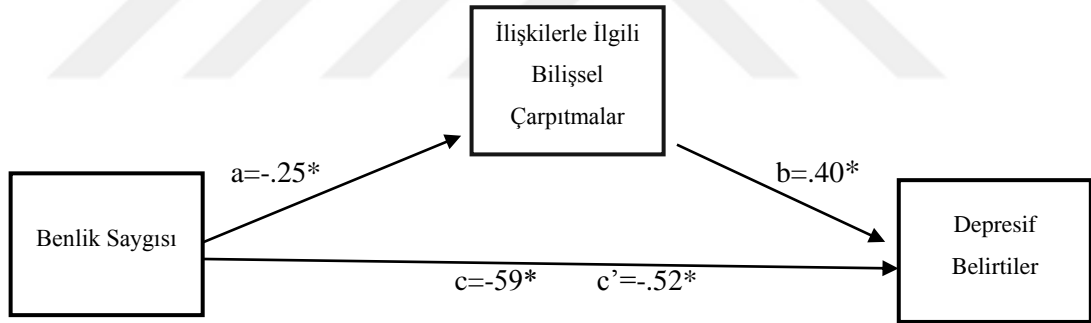 İlişkilerle İlgili
Bilişsel
Çarpıtmalar
a=-.25*
b=.40*
Benlik Saygısı
Depresif
Belirtiler
c=-59* c’=-.52*